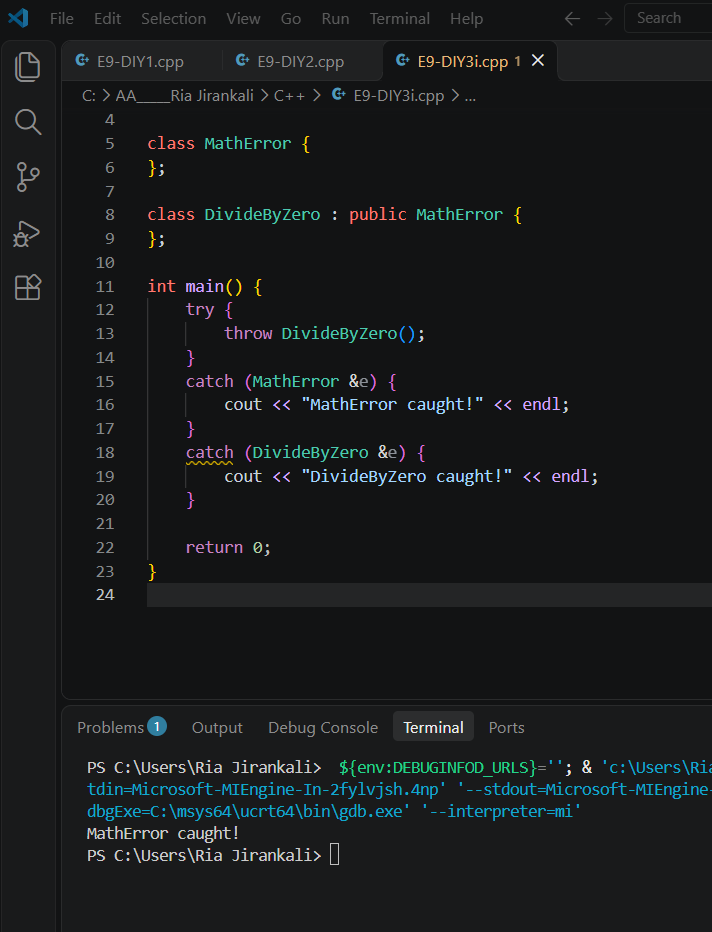 File Edit Selection View Go Run Terminal Help Search
E9-DIY1.cpp E9-DIY2.cpp E9-DIY3i.cpp 1
C: > AA____Ria Jirankali > C++ > E9-DIY3i.cpp > ...
4
5 class MathError {
6 };
7
8 class DivideByZero : public MathError {
9 };
10
11 int main() {
12 try {
13 throw DivideByZero();
14 }
15 catch (MathError &e) {
16 cout << "MathError caught!" << endl;
17 }
18 catch (DivideByZero &e) {
19 cout << "DivideByZero caught!" << endl;
20 }
21
22 return 0;
23 }
24
Problems 1 Output Debug Console Terminal Ports
PS C:\Users\Ria Jirankali>  ${env:DEBUGINFOD_URLS}=''; & 'c:\Users\Ria
tdin=Microsoft-MIEngine-In-2fylvjsh.4np' '--stdout=Microsoft-MIEngine-
dbgExe=C:\msys64\ucrt64\bin\gdb.exe' '--interpreter=mi'
MathError caught!
PS C:\Users\Ria Jirankali>